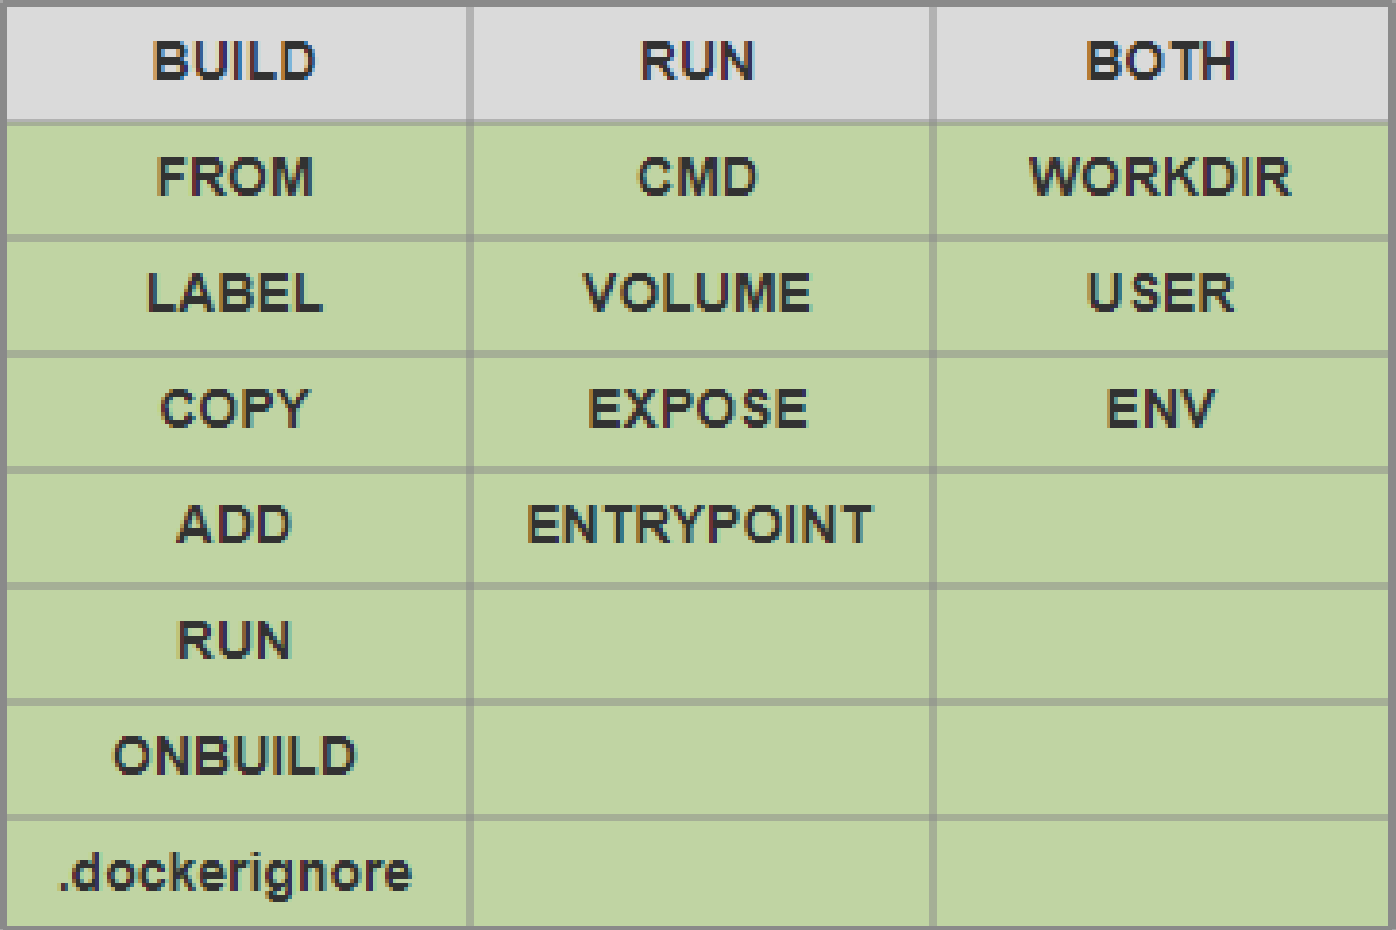 BUILD RUN BOTH
FROM CMD WORKDIR
LABEL VOLUME USER
COPY EXPOSE ENV
ADD ENTRYPOINT
RUN
ONBUILD
.dockerignore